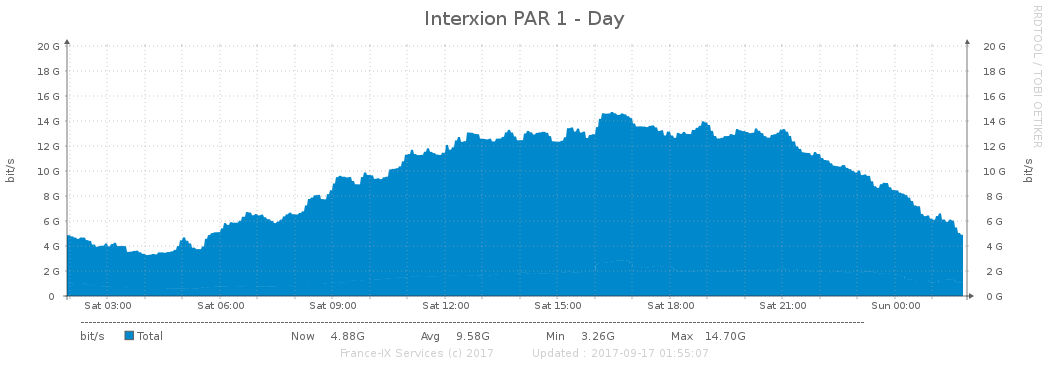 Interxion PAR 1 - Day
20 G
18 G
16 G
14 G
12 G
10 G
8 G
6 G
4 G
2 G
0
bit/s
20 G
18 G
16 G
14 G
12 G
10 G
8 G
6 G
4 G
2 G
0 G
bit/s
RRDTOOL / TOBI OETIKER
Sat 03:00 Sat 06:00 Sat 09:00 Sat 12:00 Sat 15:00 Sat 18:00 Sat 21:00 Sun 00:00
bit/s Total Now 4.88G Avg 9.58G Min 3.26G Max 14.70G
France-IX Services (c) 2017 Updated : 2017-09-17 01:55:07